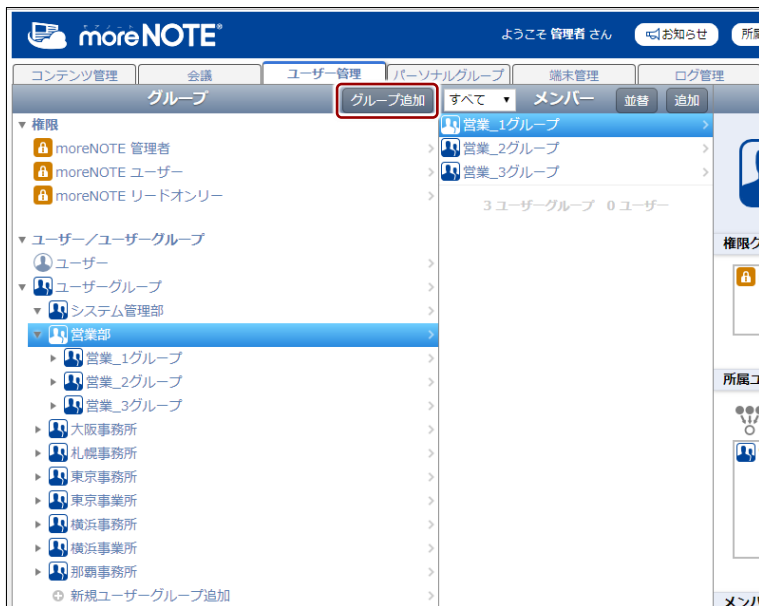 モアノート
moreNOTE®
ようこそ 管理者 さん
お知らせ
所属
コンテンツ管理
会議
ユーザー管理
パーソナルグループ
端末管理
ログ管理
グループ
グループ追加
すべて
メンバー
並替
追加
権限
moreNOTE 管理者
moreNOTE ユーザー
moreNOTE リードオンリー
ユーザー／ユーザーグループ
ユーザー
ユーザーグループ
システム管理部
営業部
営業_1グループ
営業_2グループ
営業_3グループ
大阪事務所
札幌事務所
東京事務所
東京事業所
横浜事務所
横浜事業所
那覇事務所
新規ユーザーグループ追加
営業_1グループ
営業_2グループ
営業_3グループ
3 ユーザーグループ 0 ユーザー
権限グ
所属ユ
メンバ